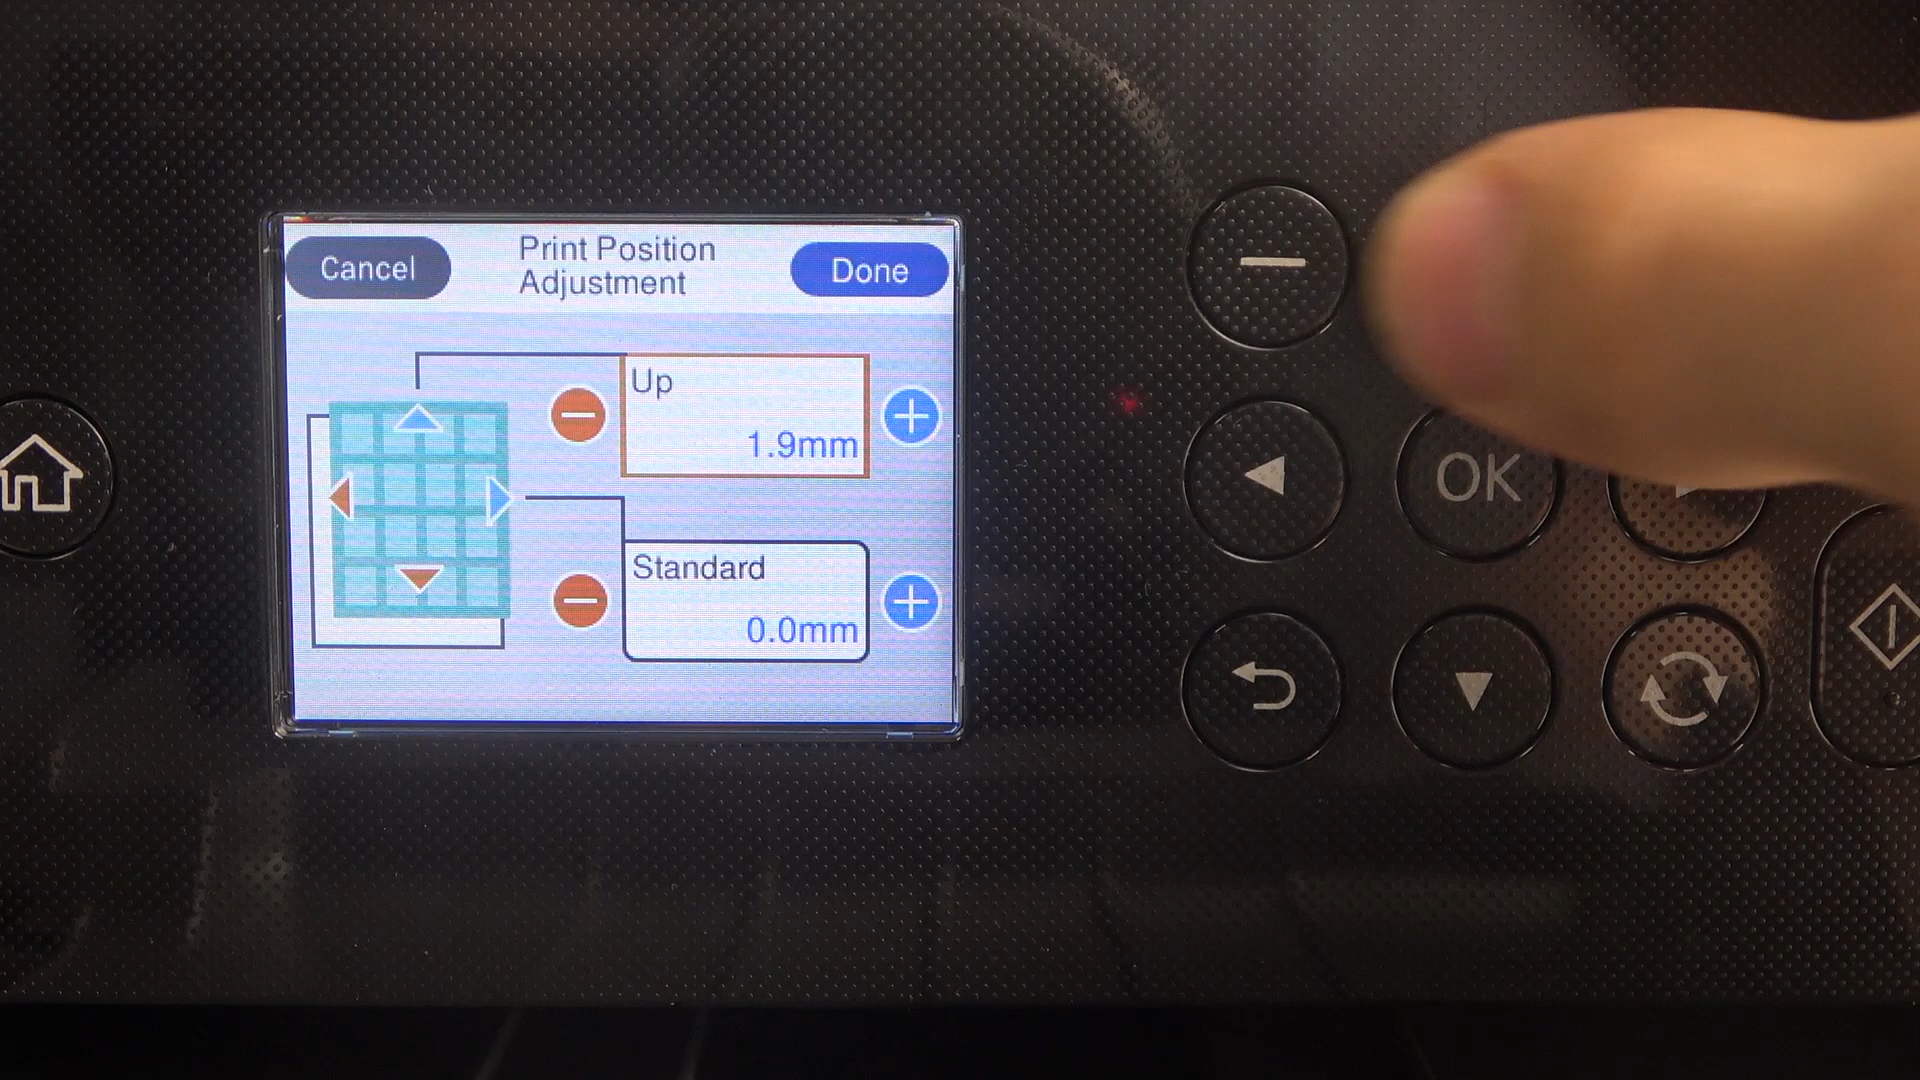 Cancel
Print Position
Adjustment
Done
Up
1.9mm
Standard
0.0mm
OK